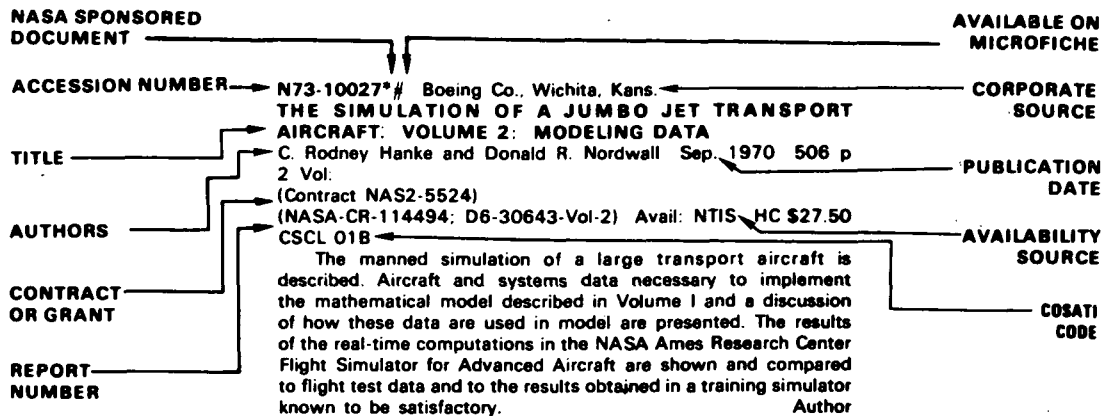 NASA SPONSORED
DOCUMENT
AVAILABLE ON
MICROFICHE
ACCESSION NUMBER
N73-10027*# Boeing Co., Wichita, Kans.
CORPORATE
SOURCE
THE SIMULATION OF A JUMBO JET TRANSPORT
AIRCRAFT. VOLUME 2: MODELING DATA
TITLE
C. Rodney Hanke and Donald R. Nordwall Sep. 1970 506 p
2 Vol.
PUBLICATION
DATE
AUTHORS
(Contract NAS2-5524)
(NASA-CR-114494; D6-30643-Vol-2) Avail: NTIS HC $27.50
CSCL 01B
AVAILABILITY
SOURCE
CONTRACT
OR GRANT
COSATI
CODE
REPORT
NUMBER
The manned simulation of a large transport aircraft is
described. Aircraft and systems data necessary to implement
the mathematical model described in Volume I and a discussion
of how these data are used in model are presented. The results
of the real-time computations in the NASA Ames Research Center
Flight Simulator for Advanced Aircraft are shown and compared
to flight test data and to the results obtained in a training simulator
known to be satisfactory. Author